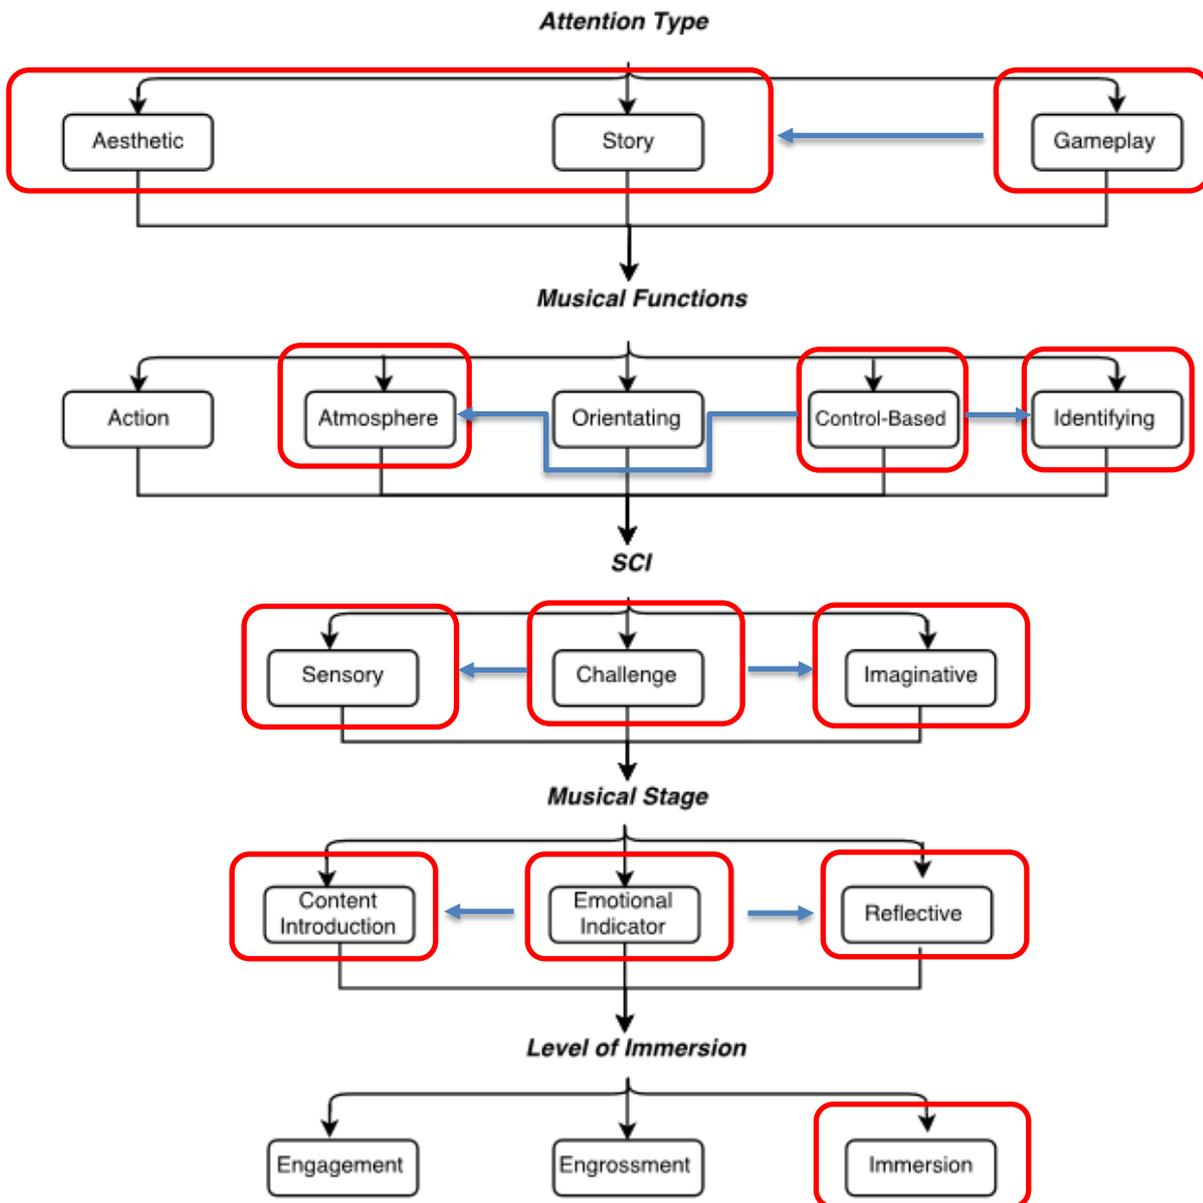 Attention Type
Aesthetic
Story
Gameplay
Musical Functions
Action
Atmosphere
Orientating
Control-Based
Identifying
SCI
Sensory
Challenge
Imaginative
Musical Stage
Content
Introduction
Emotional
Indicator
Reflective
Level of Immersion
Engagement
Engrossment
Immersion